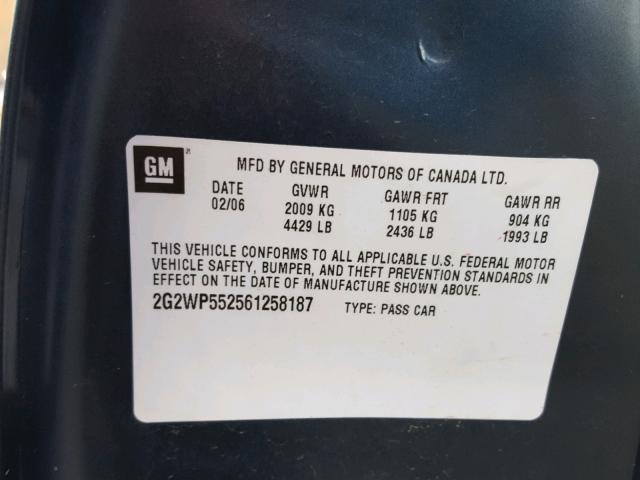 GM
MFD BY GENERAL MOTORS OF CANADA LTD.
DATE GVWR GAWR FRT GAWR RR
02/06 2009 KG 1105 KG 904 KG
4429 LB 2436 LB 1993 LB
THIS VEHICLE CONFORMS TO ALL APPLICABLE U.S. FEDERAL MOTOR
VEHICLE SAFETY, BUMPER, AND THEFT PREVENTION STANDARDS IN
EFFECT ON THE DATE OF MANUFACTURE SHOWN ABOVE.
2G2WP552561258187 TYPE: PASS CAR